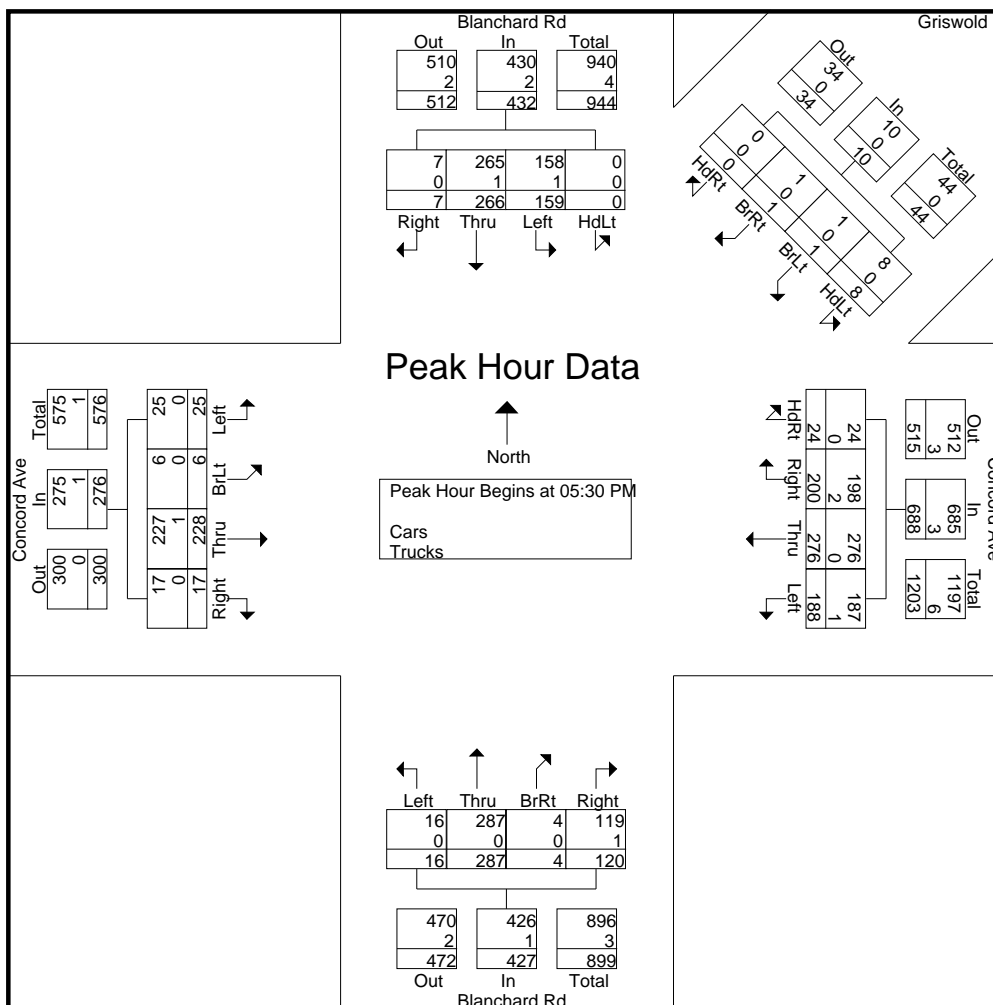 Blanchard Rd
Out In Total
510 430 940
2 2 4
512 432 944
7 265 158 0
0 1 1 0
7 266 159 0
Right Thru Left HdLt
Griswold
Out
34
0
34
In
10
0
10
Total
44
0
44
0 1 1 8
0 0 0 0
0 1 1 8
HdRt BrRt BrLt HdLt
Peak Hour Data
North
Peak Hour Begins at 05:30 PM
Cars
Trucks
Concord Ave
Out In Total
300 275 575
0 1 1
300 276 576
17 227 6 25
0 1 0 0
17 228 6 25
Right Thru BrLt Left
Concord Ave
Out In Total
512 685 1197
3 3 6
515 688 1203
24 198 276 187
0 2 0 1
24 200 276 188
HdRt Right Thru Left
Left Thru BrRt Right
16 287 4 119
0 0 0 1
16 287 4 120
470 426 896
2 1 3
472 427 899
Out In Total
Blanchard Rd